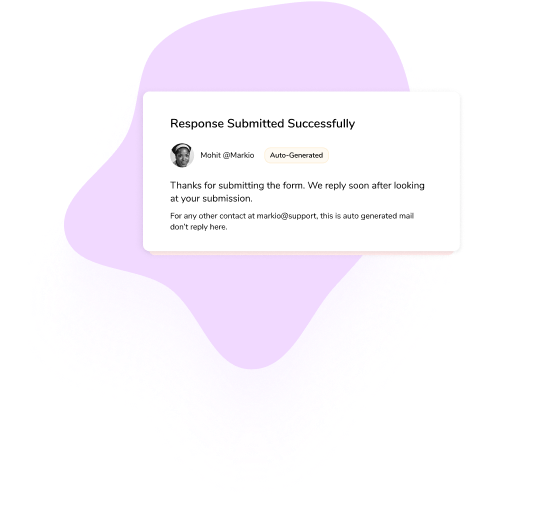 Response Submitted Successfully
Mohit @Markio
Auto-Generated
Thanks for submitting the form. We reply soon after looking
at your submission.
For any other contact at markio@support, this is auto generated mail
don't reply here.